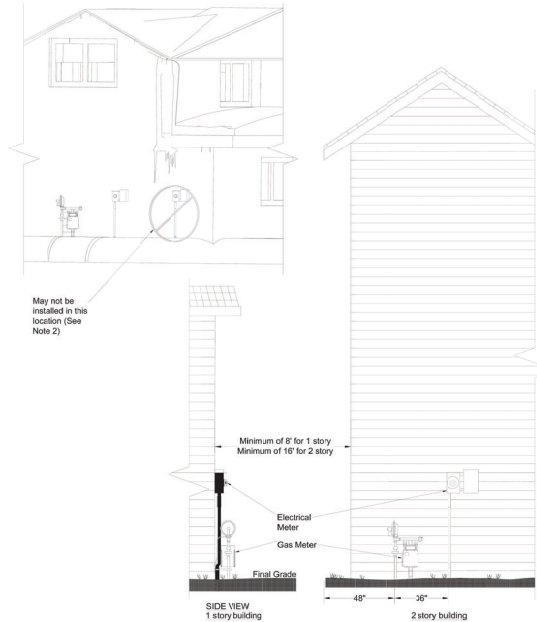 May not be
installed in this
location (See
Note 2)
Minimum of 8' for 1 story
Minimum of 16' for 2 story
Electrical
Meter
Gas Meter
Final Grade
48"
36"
SIDE VIEW
1 story building
2 story bulding